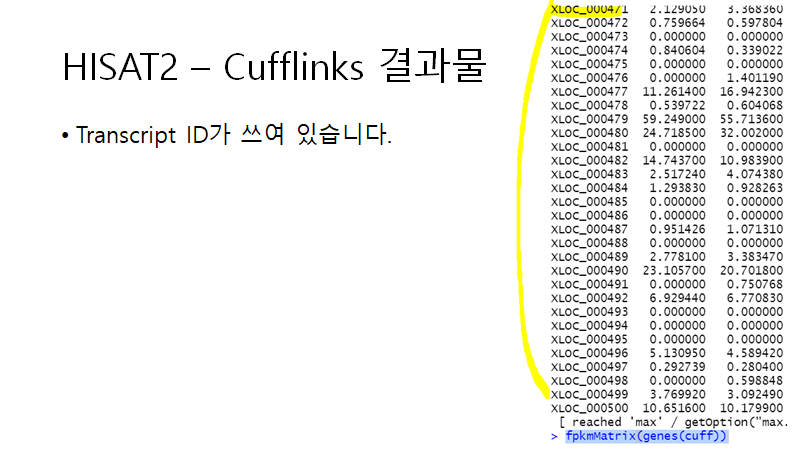 HISAT2 – Cufflinks 결과물
• Transcript ID가 쓰여 있습니다.
XLOC_000471 2.129050 3.368360
XLOC_000472 0.759664 0.597804
XLOC_000473 0.000000 0.000000
XLOC_000474 0.840604 0.339022
XLOC_000475 0.000000 0.000000
XLOC_000476 0.000000 1.401190
XLOC_000477 11.261400 16.942300
XLOC_000478 0.539722 0.604068
XLOC_000479 59.249000 55.713600
XLOC_000480 24.718500 32.002000
XLOC_000481 0.000000 0.000000
XLOC_000482 14.743700 10.983900
XLOC_000483 2.517240 4.074380
XLOC_000484 1.293830 0.928263
XLOC_000485 0.000000 0.000000
XLOC_000486 0.000000 0.000000
XLOC_000487 0.951426 1.071310
XLOC_000488 0.000000 0.000000
XLOC_000489 2.778100 3.383470
XLOC_000490 23.105700 20.701800
XLOC_000491 0.000000 0.750768
XLOC_000492 6.929440 6.770830
XLOC_000493 0.000000 0.000000
XLOC_000494 0.000000 0.000000
XLOC_000495 0.000000 0.000000
XLOC_000496 5.130950 4.589420
XLOC_000497 0.292739 0.280400
XLOC_000498 0.000000 0.598848
XLOC_000499 3.769920 3.092490
XLOC_000500 10.651600 10.179900
[ reached 'max' / getOption("max.
> fpkmMatrix(genes(cuff))